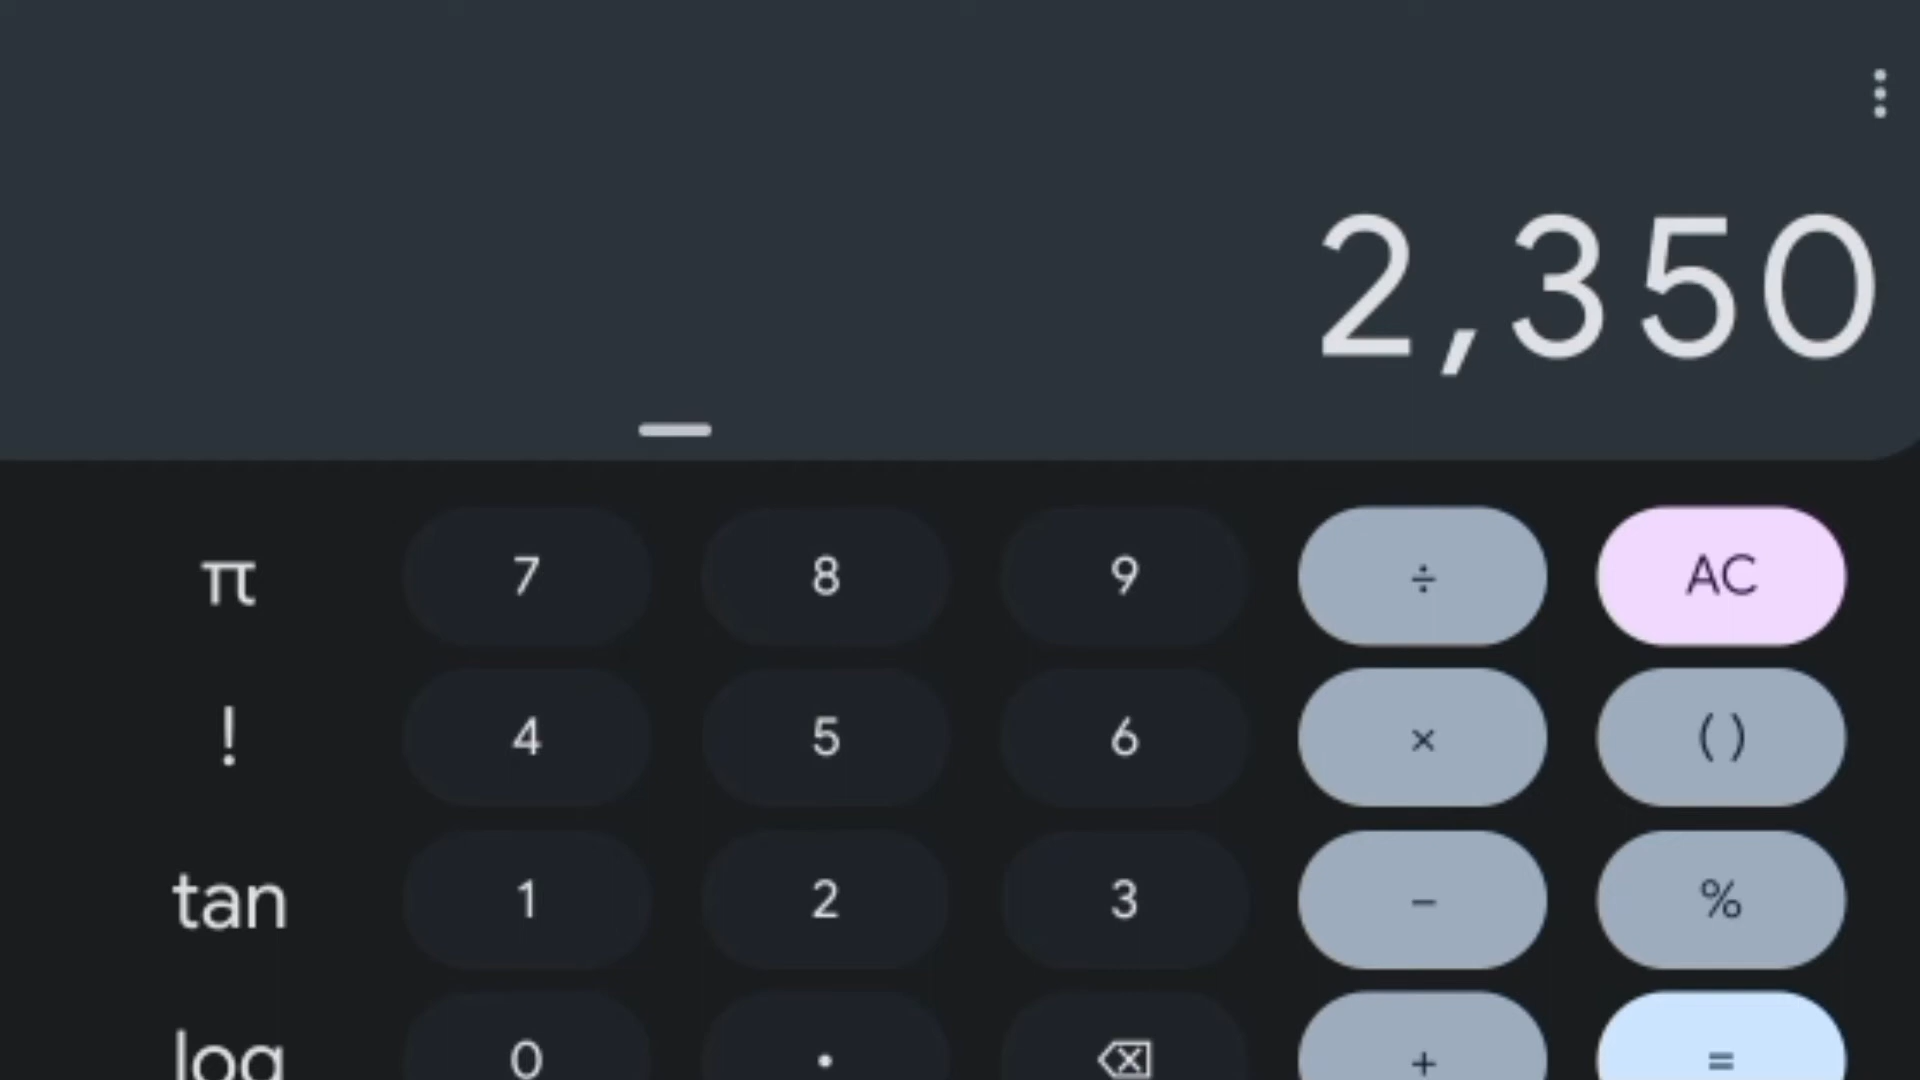 2,350
π 7 8 9 ÷ AC
! 4 5 6 × ( )
tan 1 2 3 − %
log 0 . + =